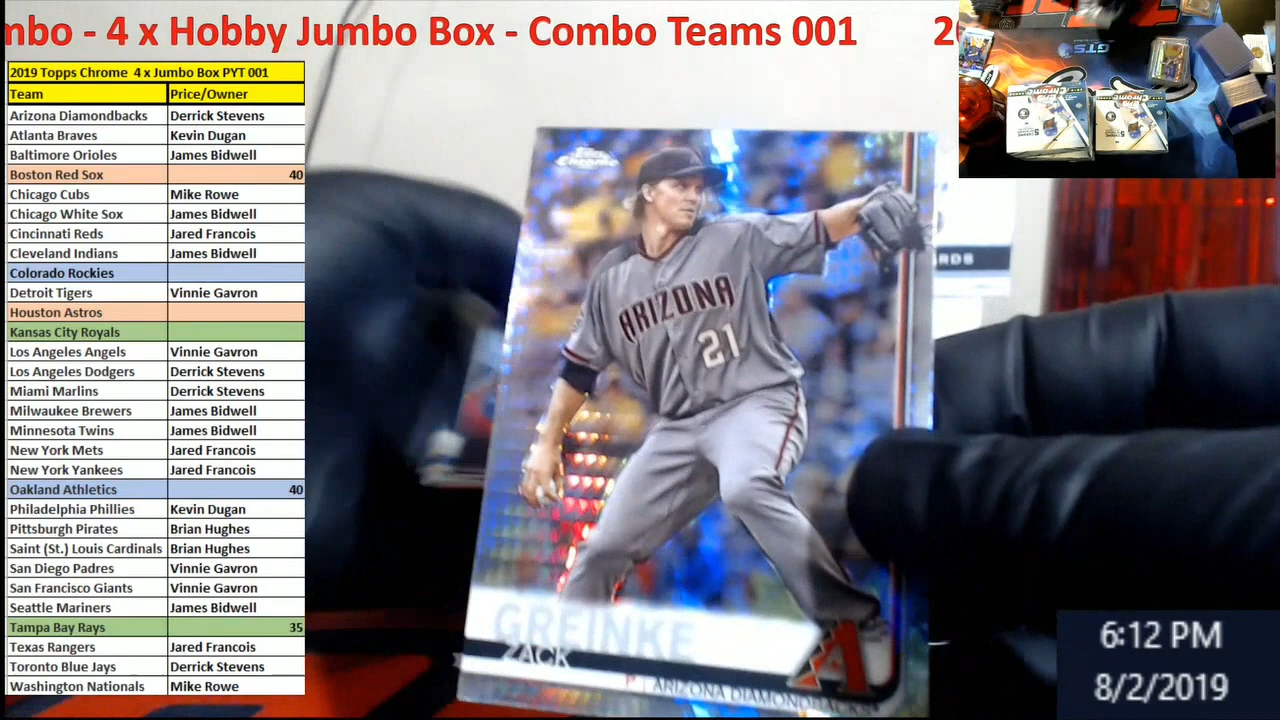 mbo - 4 x Hobby Jumbo Box - Combo Teams 001
2019 Topps Chrome 4 x Jumbo Box PYT 001
Team Price/Owner
Arizona Diamondbacks Derrick Stevens
Atlanta Braves Kevin Dugan
Baltimore Orioles James Bidwell
Boston Red Sox 40
Chicago Cubs Mike Rowe
Chicago White Sox James Bidwell
Cincinnati Reds Jared Francois
Cleveland Indians James Bidwell
Colorado Rockies
Detroit Tigers Vinnie Gavron
Houston Astros
Kansas City Royals
Los Angeles Angels Vinnie Gavron
Los Angeles Dodgers Derrick Stevens
Miami Marlins Derrick Stevens
Milwaukee Brewers James Bidwell
Minnesota Twins James Bidwell
New York Mets Jared Francois
New York Yankees Jared Francois
Oakland Athletics 40
Philadelphia Phillies Kevin Dugan
Pittsburgh Pirates Brian Hughes
Saint (St.) Louis Cardinals Brian Hughes
San Diego Padres Vinnie Gavron
San Francisco Giants Vinnie Gavron
Seattle Mariners James Bidwell
Tampa Bay Rays 35
Texas Rangers Jared Francois
Toronto Blue Jays Derrick Stevens
Washington Nationals Mike Rowe
Topps
Chrome
ARIZONA
21
GREINKE
ZACK
P ARIZONA DIAMONDBACKS
GTS
Chrome
Chrome
6:12 PM
8/2/2019